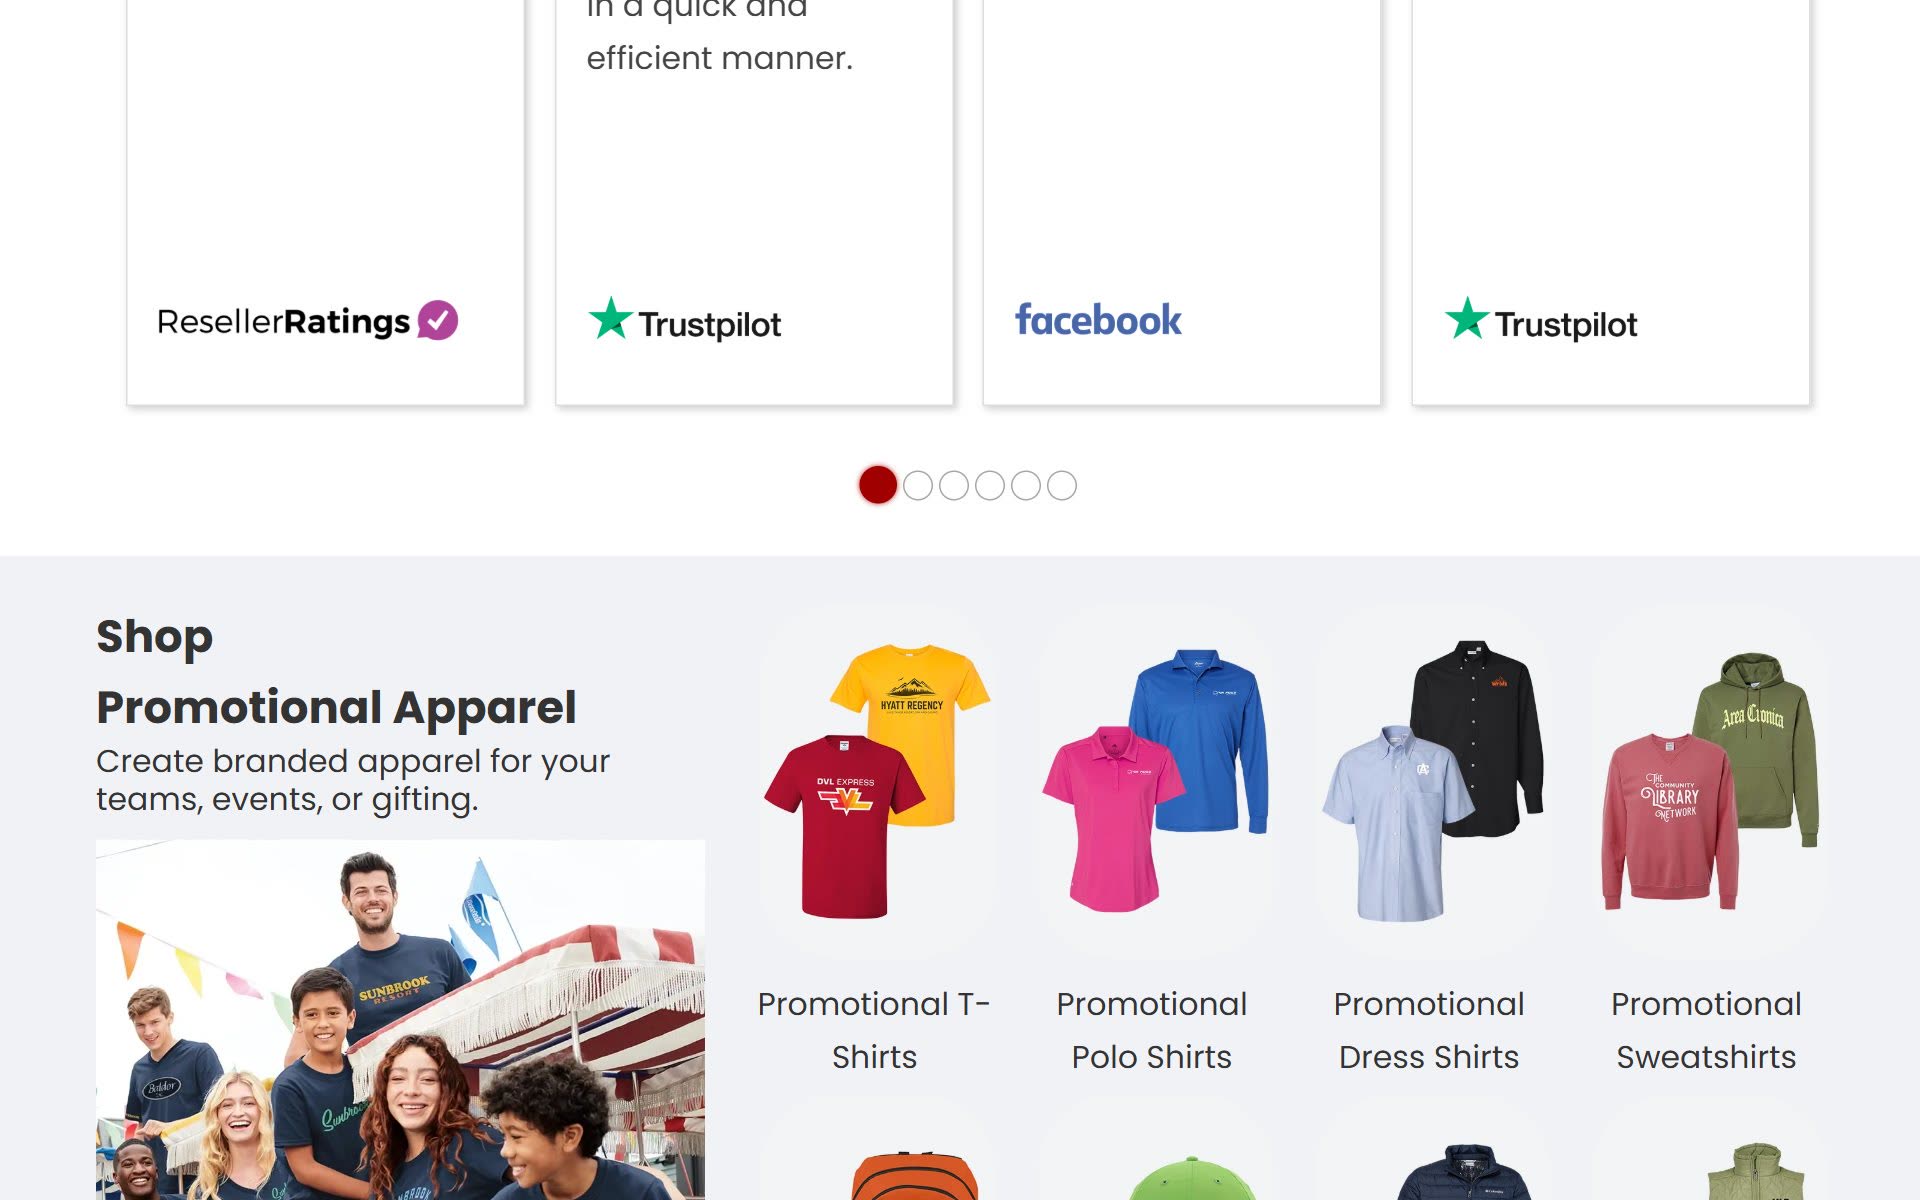 in a quick and
efficient manner.
ResellerRatings
Trustpilot
facebook
Trustpilot
Shop
Promotional Apparel
Create branded apparel for your
teams, events, or gifting.
HYATT REGENCY
DVL EXPRESS
Area Cronica
THE
COMMUNITY
LIBRARY
NETWORK
SUNBROOK
RESORT
Baldor
Promotional T-
Shirts
Promotional
Polo Shirts
Promotional
Dress Shirts
Promotional
Sweatshirts